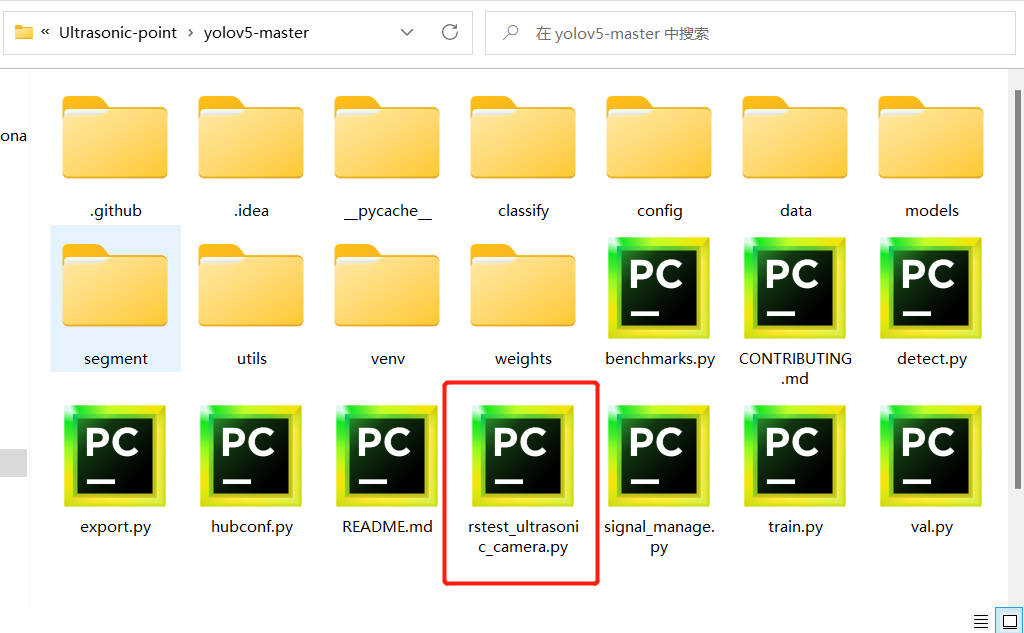 « Ultrasonic-point › yolov5-master
在 yolov5-master 中搜索
ona
.github
.idea
__pycache__
classify
config
data
models
segment
utils
venv
weights
PC
benchmarks.py
PC
CONTRIBUTING
.md
PC
detect.py
PC
export.py
PC
hubconf.py
PC
README.md
PC
rstest_ultrasoni
c_camera.py
PC
signal_manage.
py
PC
train.py
PC
val.py